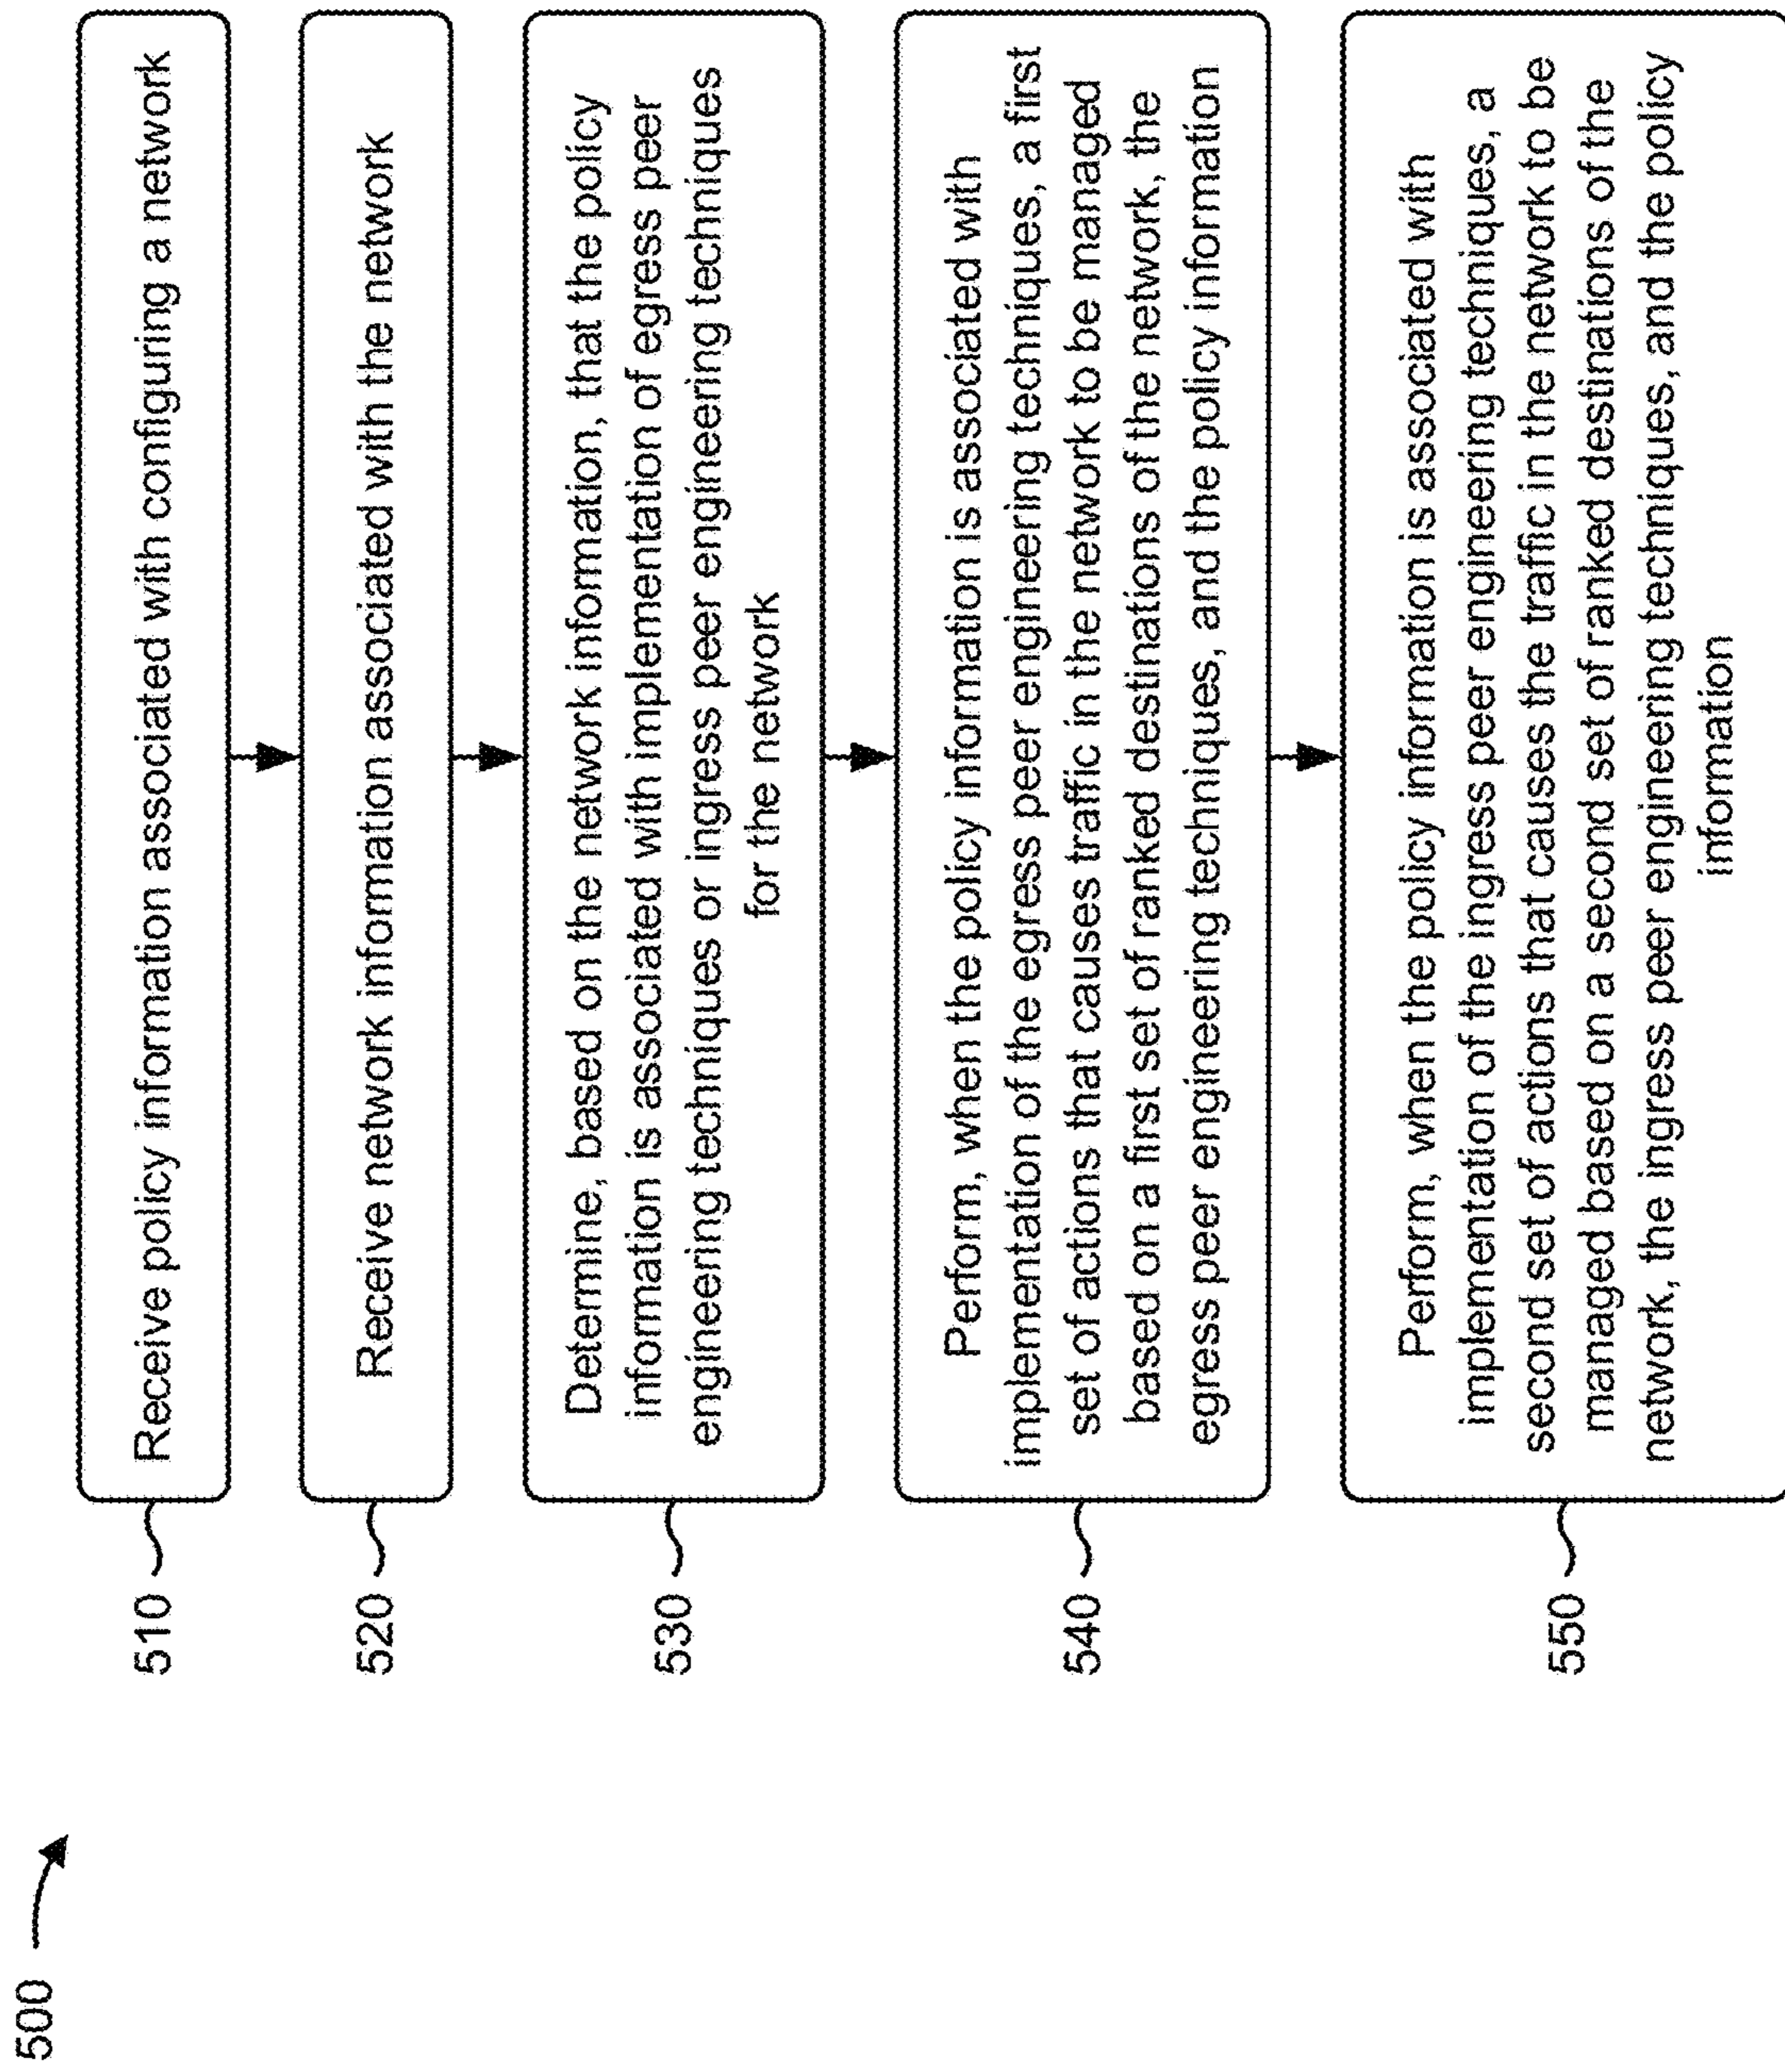 500
510
Receive policy information associated with configuring a network
520
Receive network information associated with the network
530
Determine, based on the network information, that the policy
information is associated with implementation of egress peer
engineering techniques or ingress peer engineering techniques
for the network
540
Perform, when the policy information is associated with
implementation of the egress peer engineering techniques, a first
set of actions that causes traffic in the network to be managed
based on a first set of ranked destinations of the network, the
egress peer engineering techniques, and the policy information
550
Perform, when the policy information is associated with
implementation of the ingress peer engineering techniques, a
second set of actions that causes the traffic in the network to be
managed based on a second set of ranked destinations of the
network, the ingress peer engineering techniques, and the policy
information